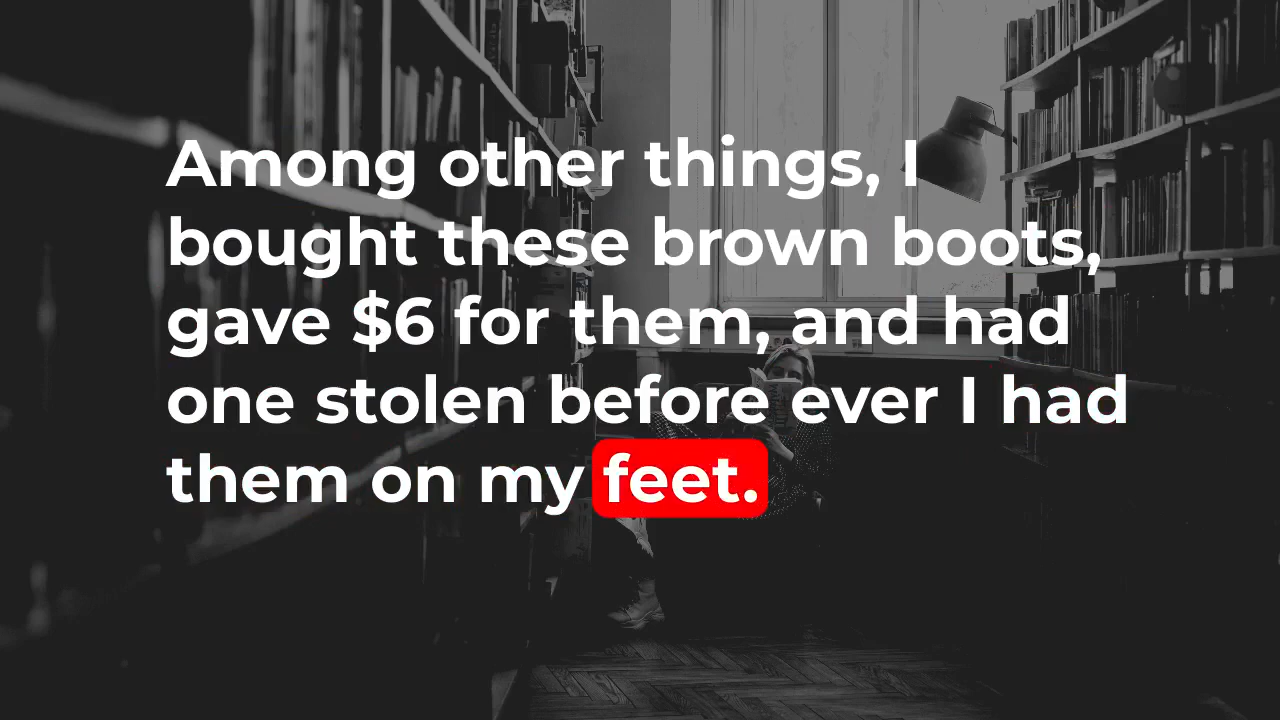 Among other things, I
bought these brown boots,
gave $6 for them, and had
one stolen before ever I had
them on my feet.